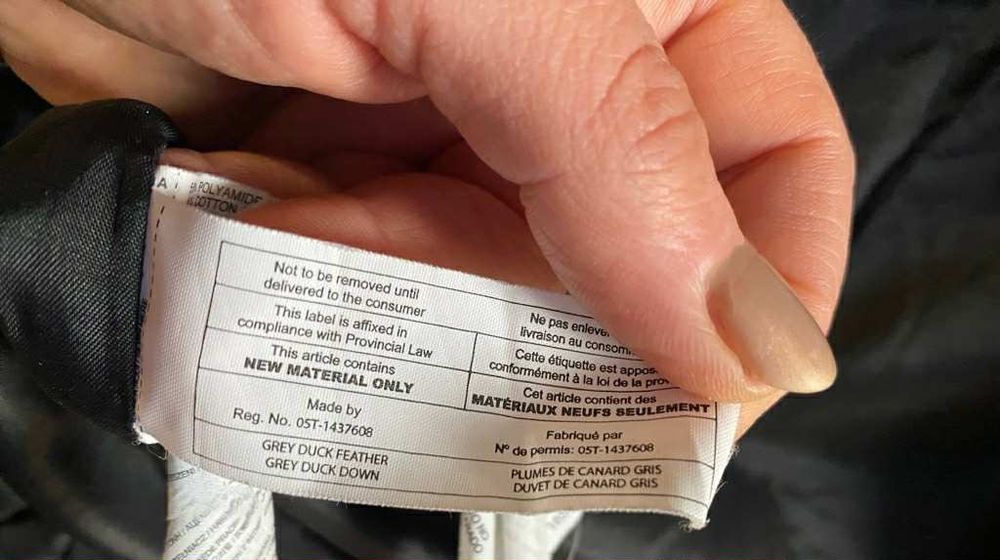 A
POLYAMIDE
COTTON
Not to be removed until
delivered to the consumer
This label is affixed in
compliance with Provincial Law
This article contains
NEW MATERIAL ONLY
Made by
Reg. No. 05T-1437608
GREY DUCK FEATHER
GREY DUCK DOWN
Ne pas enleve
livraison au consom
Cette étiquette est appos
conformément à la loi de la pro
Cet article contient des
MATÉRIAUX NEUFS SEULEMENT
Fabriqué par
N° de permis: 05T-1437608
PLUMES DE CANARD GRIS
DUVET DE CANARD GRIS